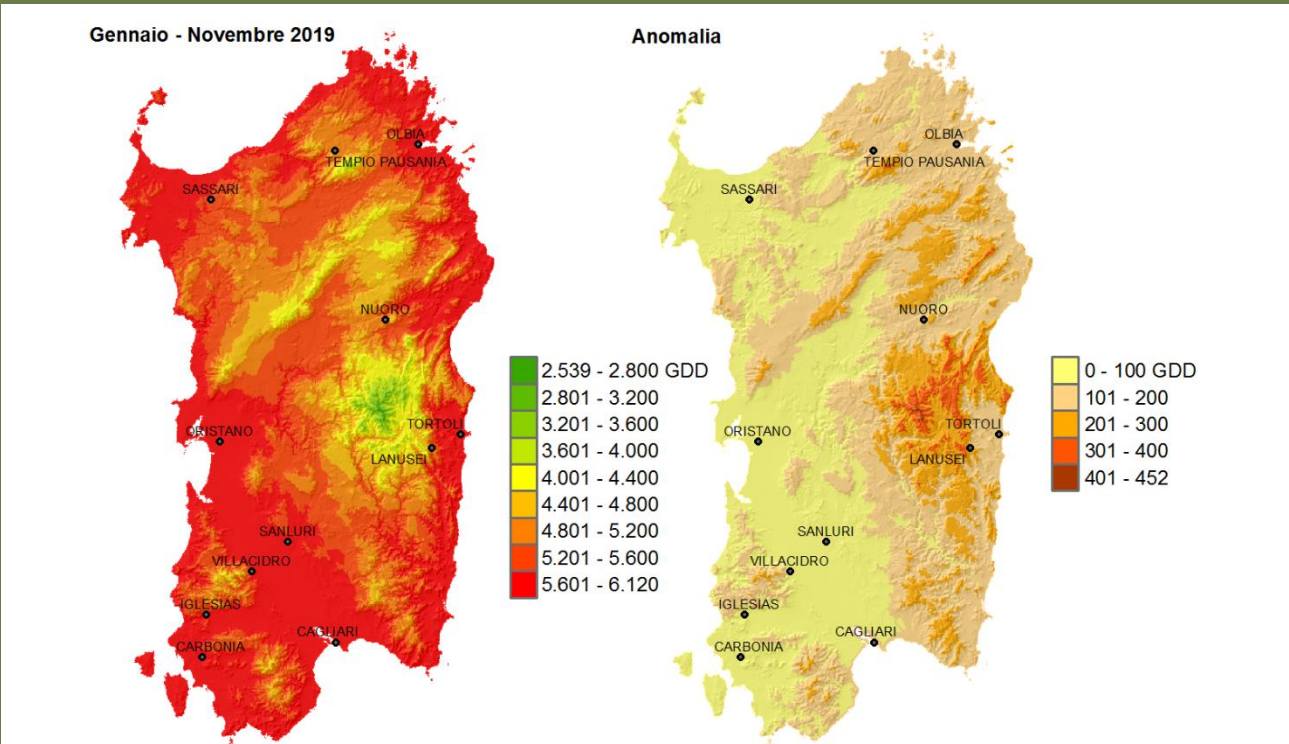 Gennaio - Novembre 2019
OLBIA
TEMPIO PAUSANIA
SASSARI
NUORO
ORISTANO
TORTOLI
LANUSEI
SANLURI
VILLACIDRO
IGLESIAS
CARBONIA
CAGLIARI
2.539 - 2.800 GDD
2.801 - 3.200
3.201 - 3.600
3.601 - 4.000
4.001 - 4.400
4.401 - 4.800
4.801 - 5.200
5.201 - 5.600
5.601 - 6.120
Anomalia
OLBIA
TEMPIO PAUSANIA
SASSARI
NUORO
ORISTANO
TORTOLI
LANUSEI
SANLURI
VILLACIDRO
IGLESIAS
CARBONIA
CAGLIARI
0 - 100 GDD
101 - 200
201 - 300
301 - 400
401 - 452